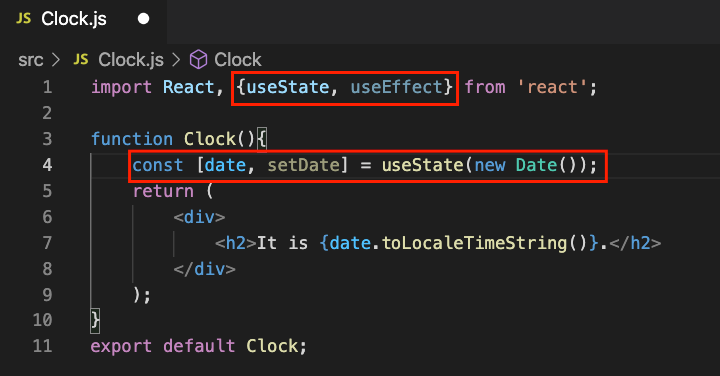 JS Clock.js
src > JS Clock.js > Clock
1 import React, {useState, useEffect} from 'react';
2
3 function Clock(){
4 const [date, setDate] = useState(new Date());
5 return (
6 <div>
7 <h2>It is {date.toLocaleTimeString()}.</h2>
8 </div>
9 );
10 }
11 export default Clock;